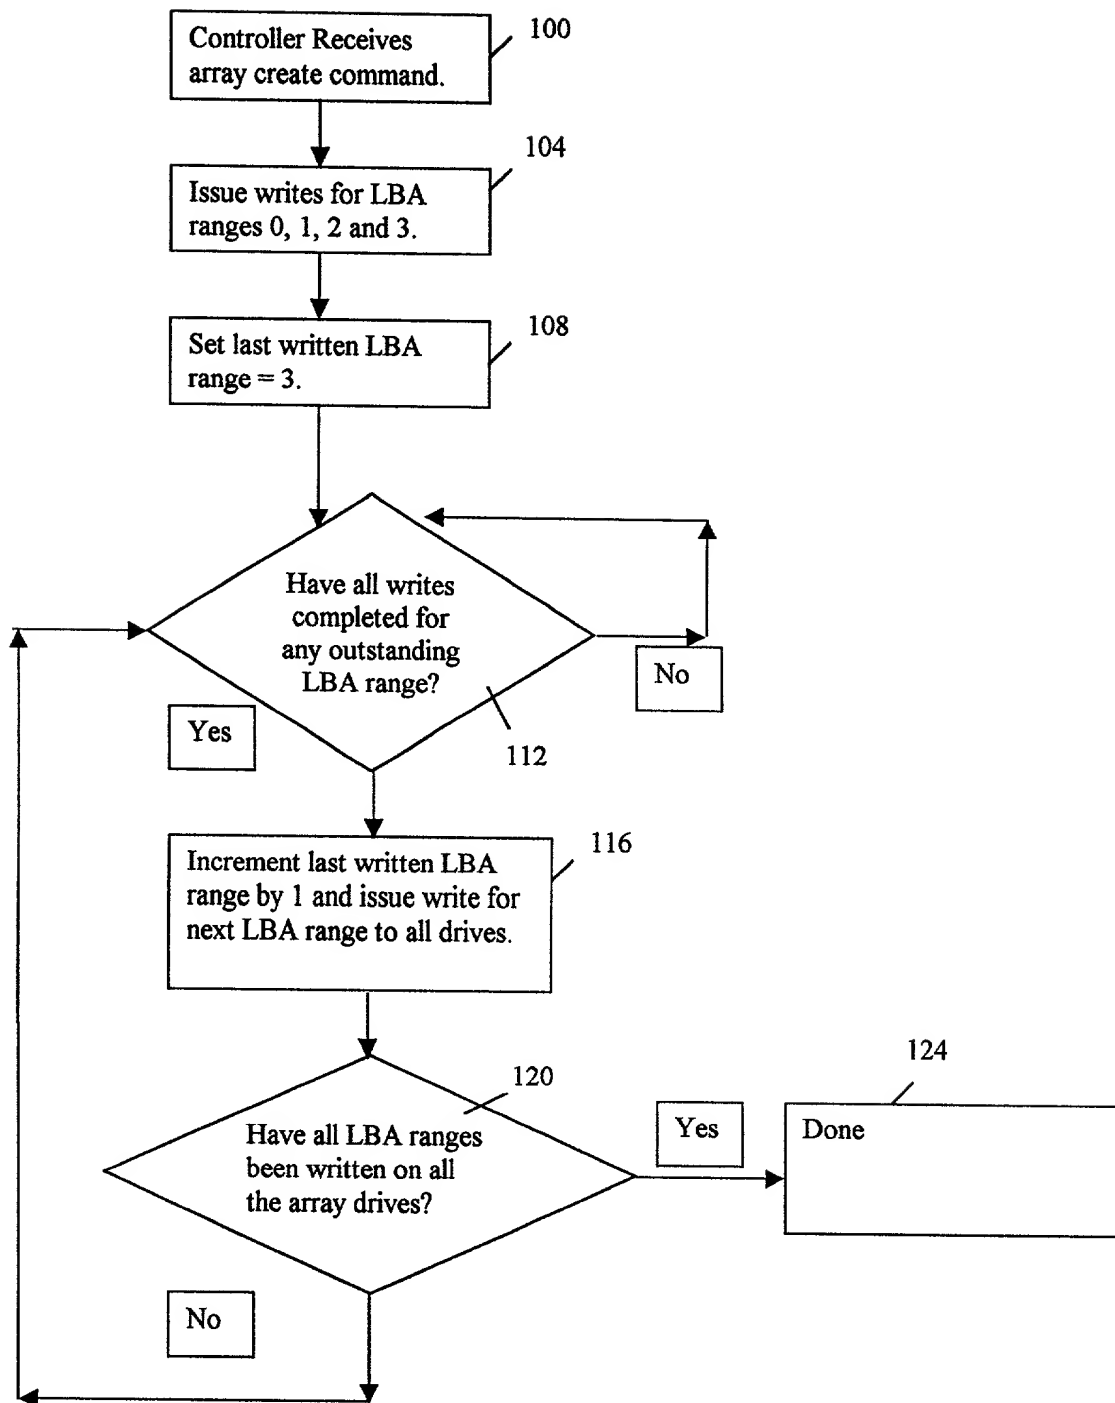 Controller Receives
array create command.
100
Issue writes for LBA
ranges 0, 1, 2 and 3.
104
Set last written LBA
range = 3.
108
Have all writes
completed for
any outstanding
LBA range?
No
Yes
112
Increment last written LBA
range by 1 and issue write for
next LBA range to all drives.
116
120
Have all LBA ranges
been written on all
the array drives?
Yes
124
Done
No